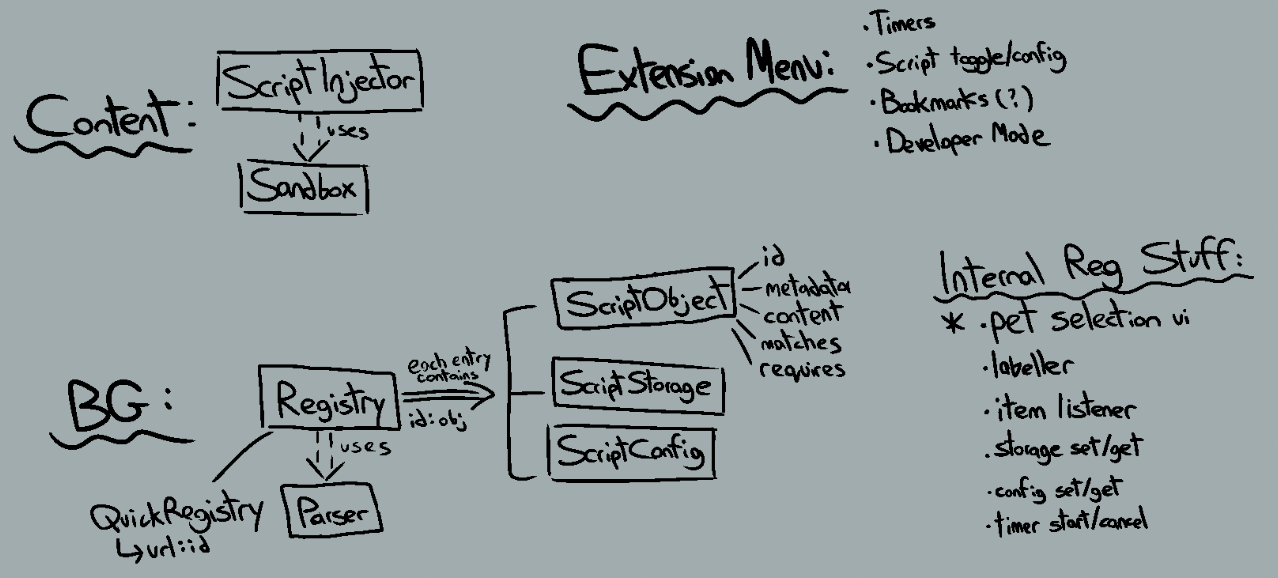 Content:
ScriptInjector
uses
Sandbox
Extension Menu:
· Timers
· Script toggle/config
· Bookmarks (?)
· Developer Mode
BG:
Registry
uses
Parser
QuickRegistry
↳ url:id
each entry
contains
id:obj
ScriptObject
id
metadata
content
matches
requires
ScriptStorage
ScriptConfig
Internal Reg Stuff:
* · pet selection ui
· labeller
· item listener
· storage set/get
· config set/get
· timer start/cancel